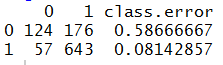 0 1 class.error
0 124 176 0.58666667
1 57 643 0.08142857